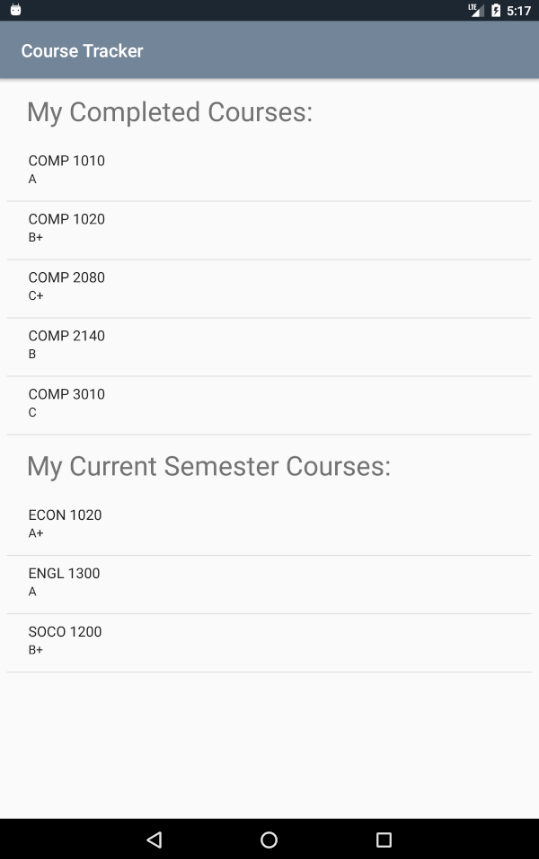 LTE 5:17
Course Tracker
My Completed Courses:
COMP 1010
A
COMP 1020
B+
COMP 2080
C+
COMP 2140
B
COMP 3010
C
My Current Semester Courses:
ECON 1020
A+
ENGL 1300
A
SOCO 1200
B+